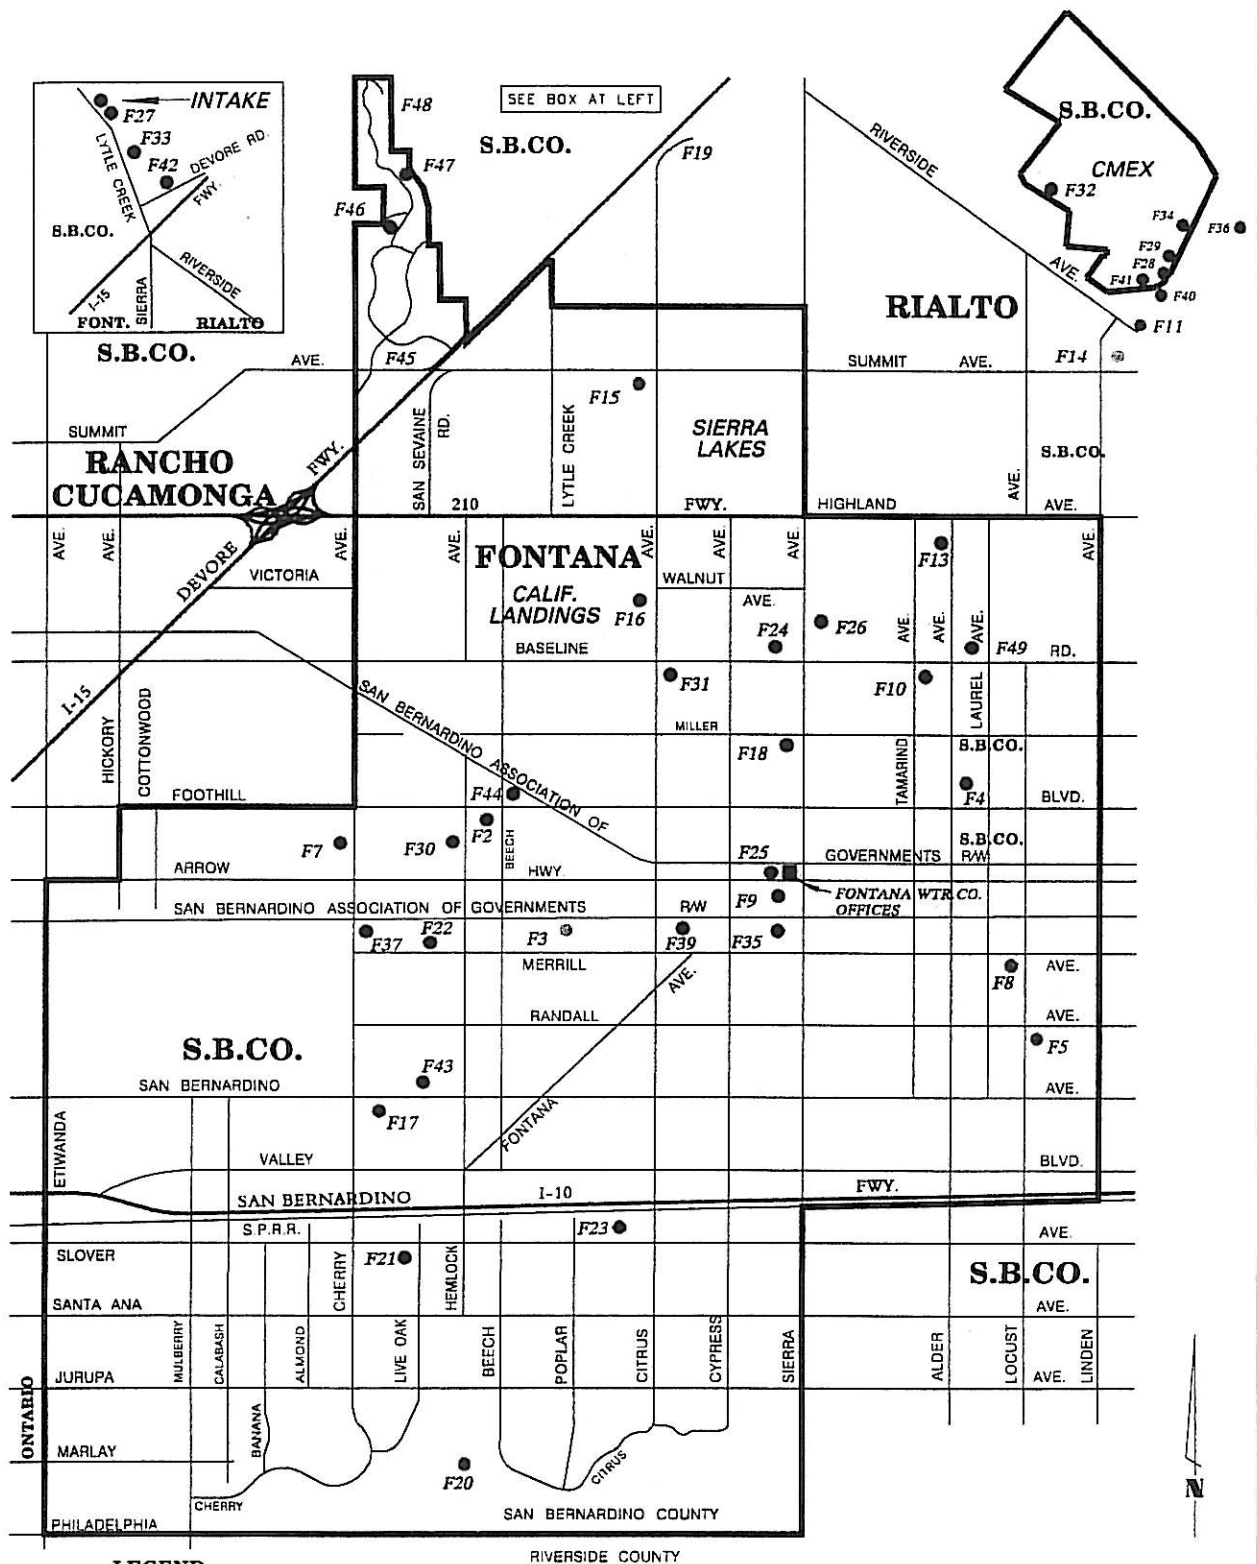 INTAKE
F27
F33
F42
DEVORE RD.
LYTLE CREEK
FWY.
S.B.CO.
RIVERSIDE
I-15
SIERRA
FONT.
RIALTO
SEE BOX AT LEFT
F48
S.B.CO.
F47
F46
F19
RIVERSIDE
AVE.
S.B.CO.
CMEX
F32
F34
F36
F29
F28
F41
F40
F11
F14
RIALTO
S.B.CO.
AVE.
F45
SUMMIT AVE.
F15
SAN SEVAINE
RD.
LYTLE CREEK
SIERRA
LAKES
SUMMIT
FWY.
RANCHO
CUCAMONGA
S.B.CO.
AVE.
210
FWY.
HIGHLAND
AVE.
AVE.
AVE.
AVE.
AVE.
AVE.
AVE.
AVE.
AVE.
DEVORE
VICTORIA
FONTANA
CALIF.
LANDINGS
F16
WALNUT
AVE.
F13
AVE.
AVE.
AVE.
F24
F26
F49
BASELINE
RD.
I-15
F31
F10
LAUREL
SAN BERNARDINO ASSOCIATION OF
MILLER
HICKORY
COTTONWOOD
F18
TAMARIND
S.B.CO.
FOOTHILL
F44
F4
BLVD.
F7
F30
F2
BEECH
F25
GOVERNMENTS R/W
S.B.CO.
ARROW
HWY.
FONTANA WTR.CO.
OFFICES
F9
SAN BERNARDINO ASSOCIATION OF GOVERNMENTS
R/W
F37
F22
F3
F39
F35
MERRILL
AVE.
AVE.
F8
RANDALL
AVE.
F5
S.B.CO.
F43
SAN BERNARDINO
AVE.
F17
FONTANA
ETIWANDA
VALLEY
BLVD.
SAN BERNARDINO
I-10
FWY.
S.P.R.R.
F23
AVE.
SLOVER
CHERRY
F21
HEMLOCK
S.B.CO.
SANTA ANA
AVE.
MULBERRY
CALABASH
ALMOND
LIVE OAK
BEECH
POPLAR
CITRUS
CYPRESS
SIERRA
ALDER
LOCUST
LINDEN
JURUPA
AVE.
ONTARIO
BANANA
MARLAY
F20
CITRUS
CHERRY
SAN BERNARDINO COUNTY
PHILADELPHIA
N
LEGEND
RIVERSIDE COUNTY